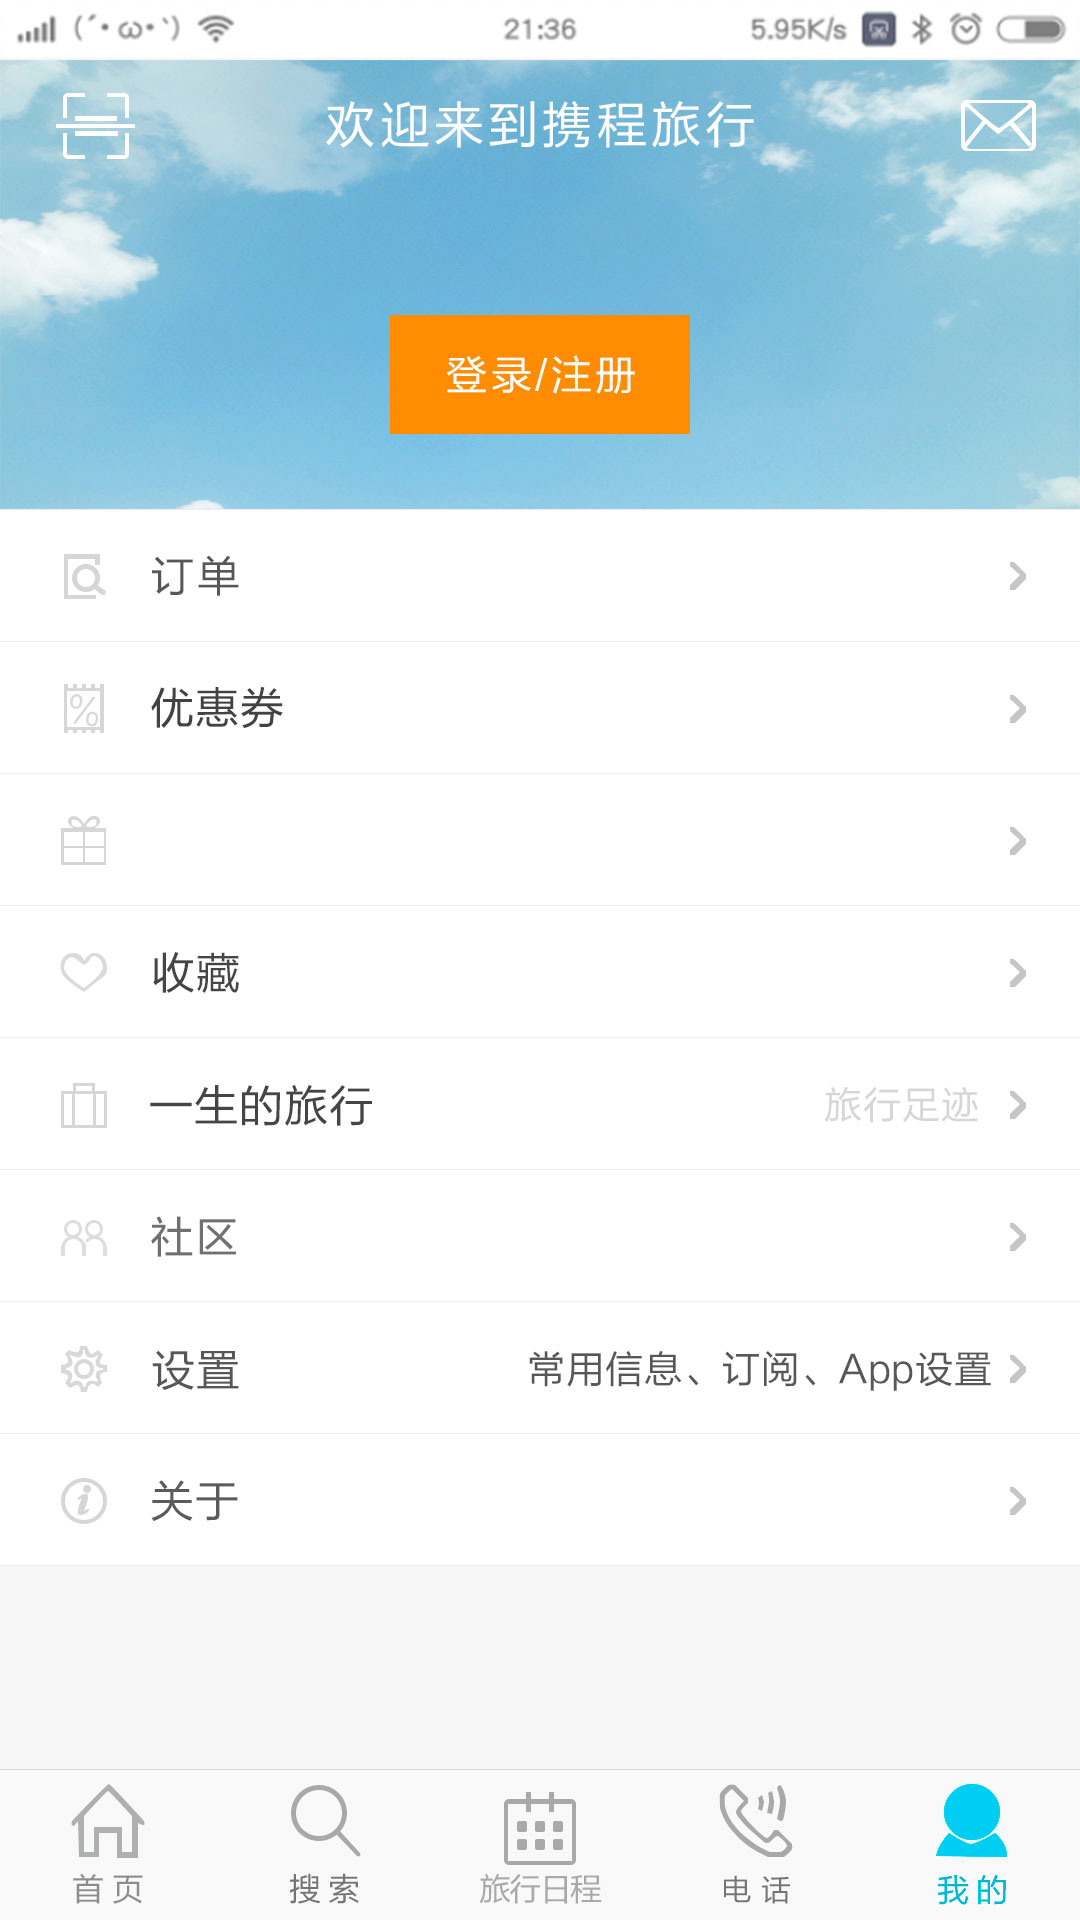 (´・ω・`) 21:36 5.95K/s
欢迎来到携程旅行
登录/注册
订单
优惠券
收藏
一生的旅行 旅行足迹
社区
设置 常用信息、订阅、App设置
关于
首页 搜索 旅行日程 电话 我的